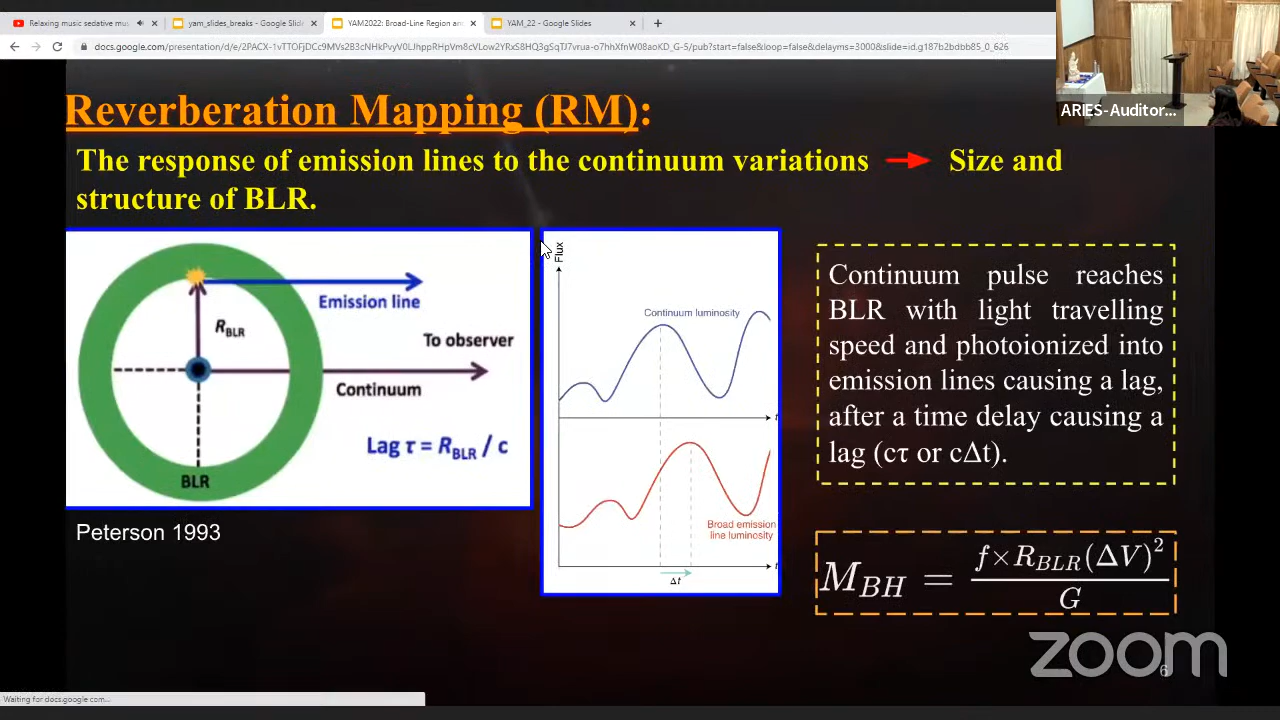 Relaxing music sedative mus
yam_slides_breaks - Google Slid
YAM2022: Broad-Line Region an
YAM_22 - Google Slides
docs.google.com/presentation/d/e/2PACX-1vTTOFjDCc9MVs2B3cNHkPvyV0LJhppRHpVm8cVLow2YRxS8HQ3gSqTJ7vrua-o7hhXfnW08aoKD_G-5/pub?start=false&loop=false&delayms=3000&slide=id.g187b2bdbb85_0_626
ARIES-Auditor...
Reverberation Mapping (RM):
The response of emission lines to the continuum variations → Size and
structure of BLR.
Emission line
R_BLR
To observer
Continuum
Lag τ = R_BLR / c
BLR
Peterson 1993
Flux
Continuum luminosity
t
Broad emission
line luminosity
t
Δt
Continuum pulse reaches
BLR with light travelling
speed and photoionized into
emission lines causing a lag,
after a time delay causing a
lag (cτ or cΔt).
M_BH = f×R_BLR(ΔV)² / G
zoom
6
Waiting for docs.google.com...